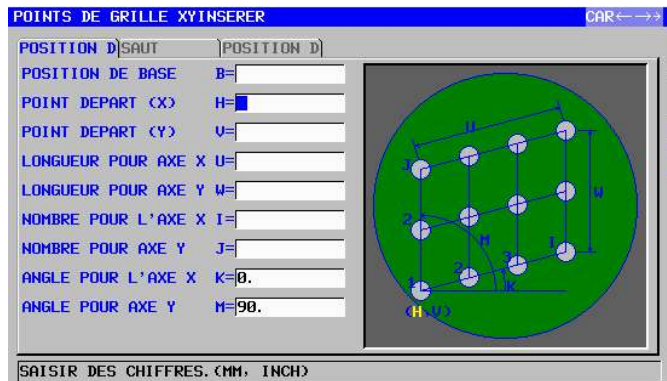 POINTS DE GRILLE XYINSERER CAR←→→
POSITION D SAUT POSITION D
POSITION DE BASE B=
POINT DEPART (X) H=
POINT DEPART (Y) V=
LONGUEUR POUR AXE X U=
LONGUEUR POUR AXE Y W=
NOMBRE POUR L'AXE X I=
NOMBRE POUR AXE Y J=
ANGLE POUR L'AXE X K=0.
ANGLE POUR AXE Y M=90.
U
J
W
2
M
I
3
2
1
K
(H,V)
SAISIR DES CHIFFRES.(MM, INCH)